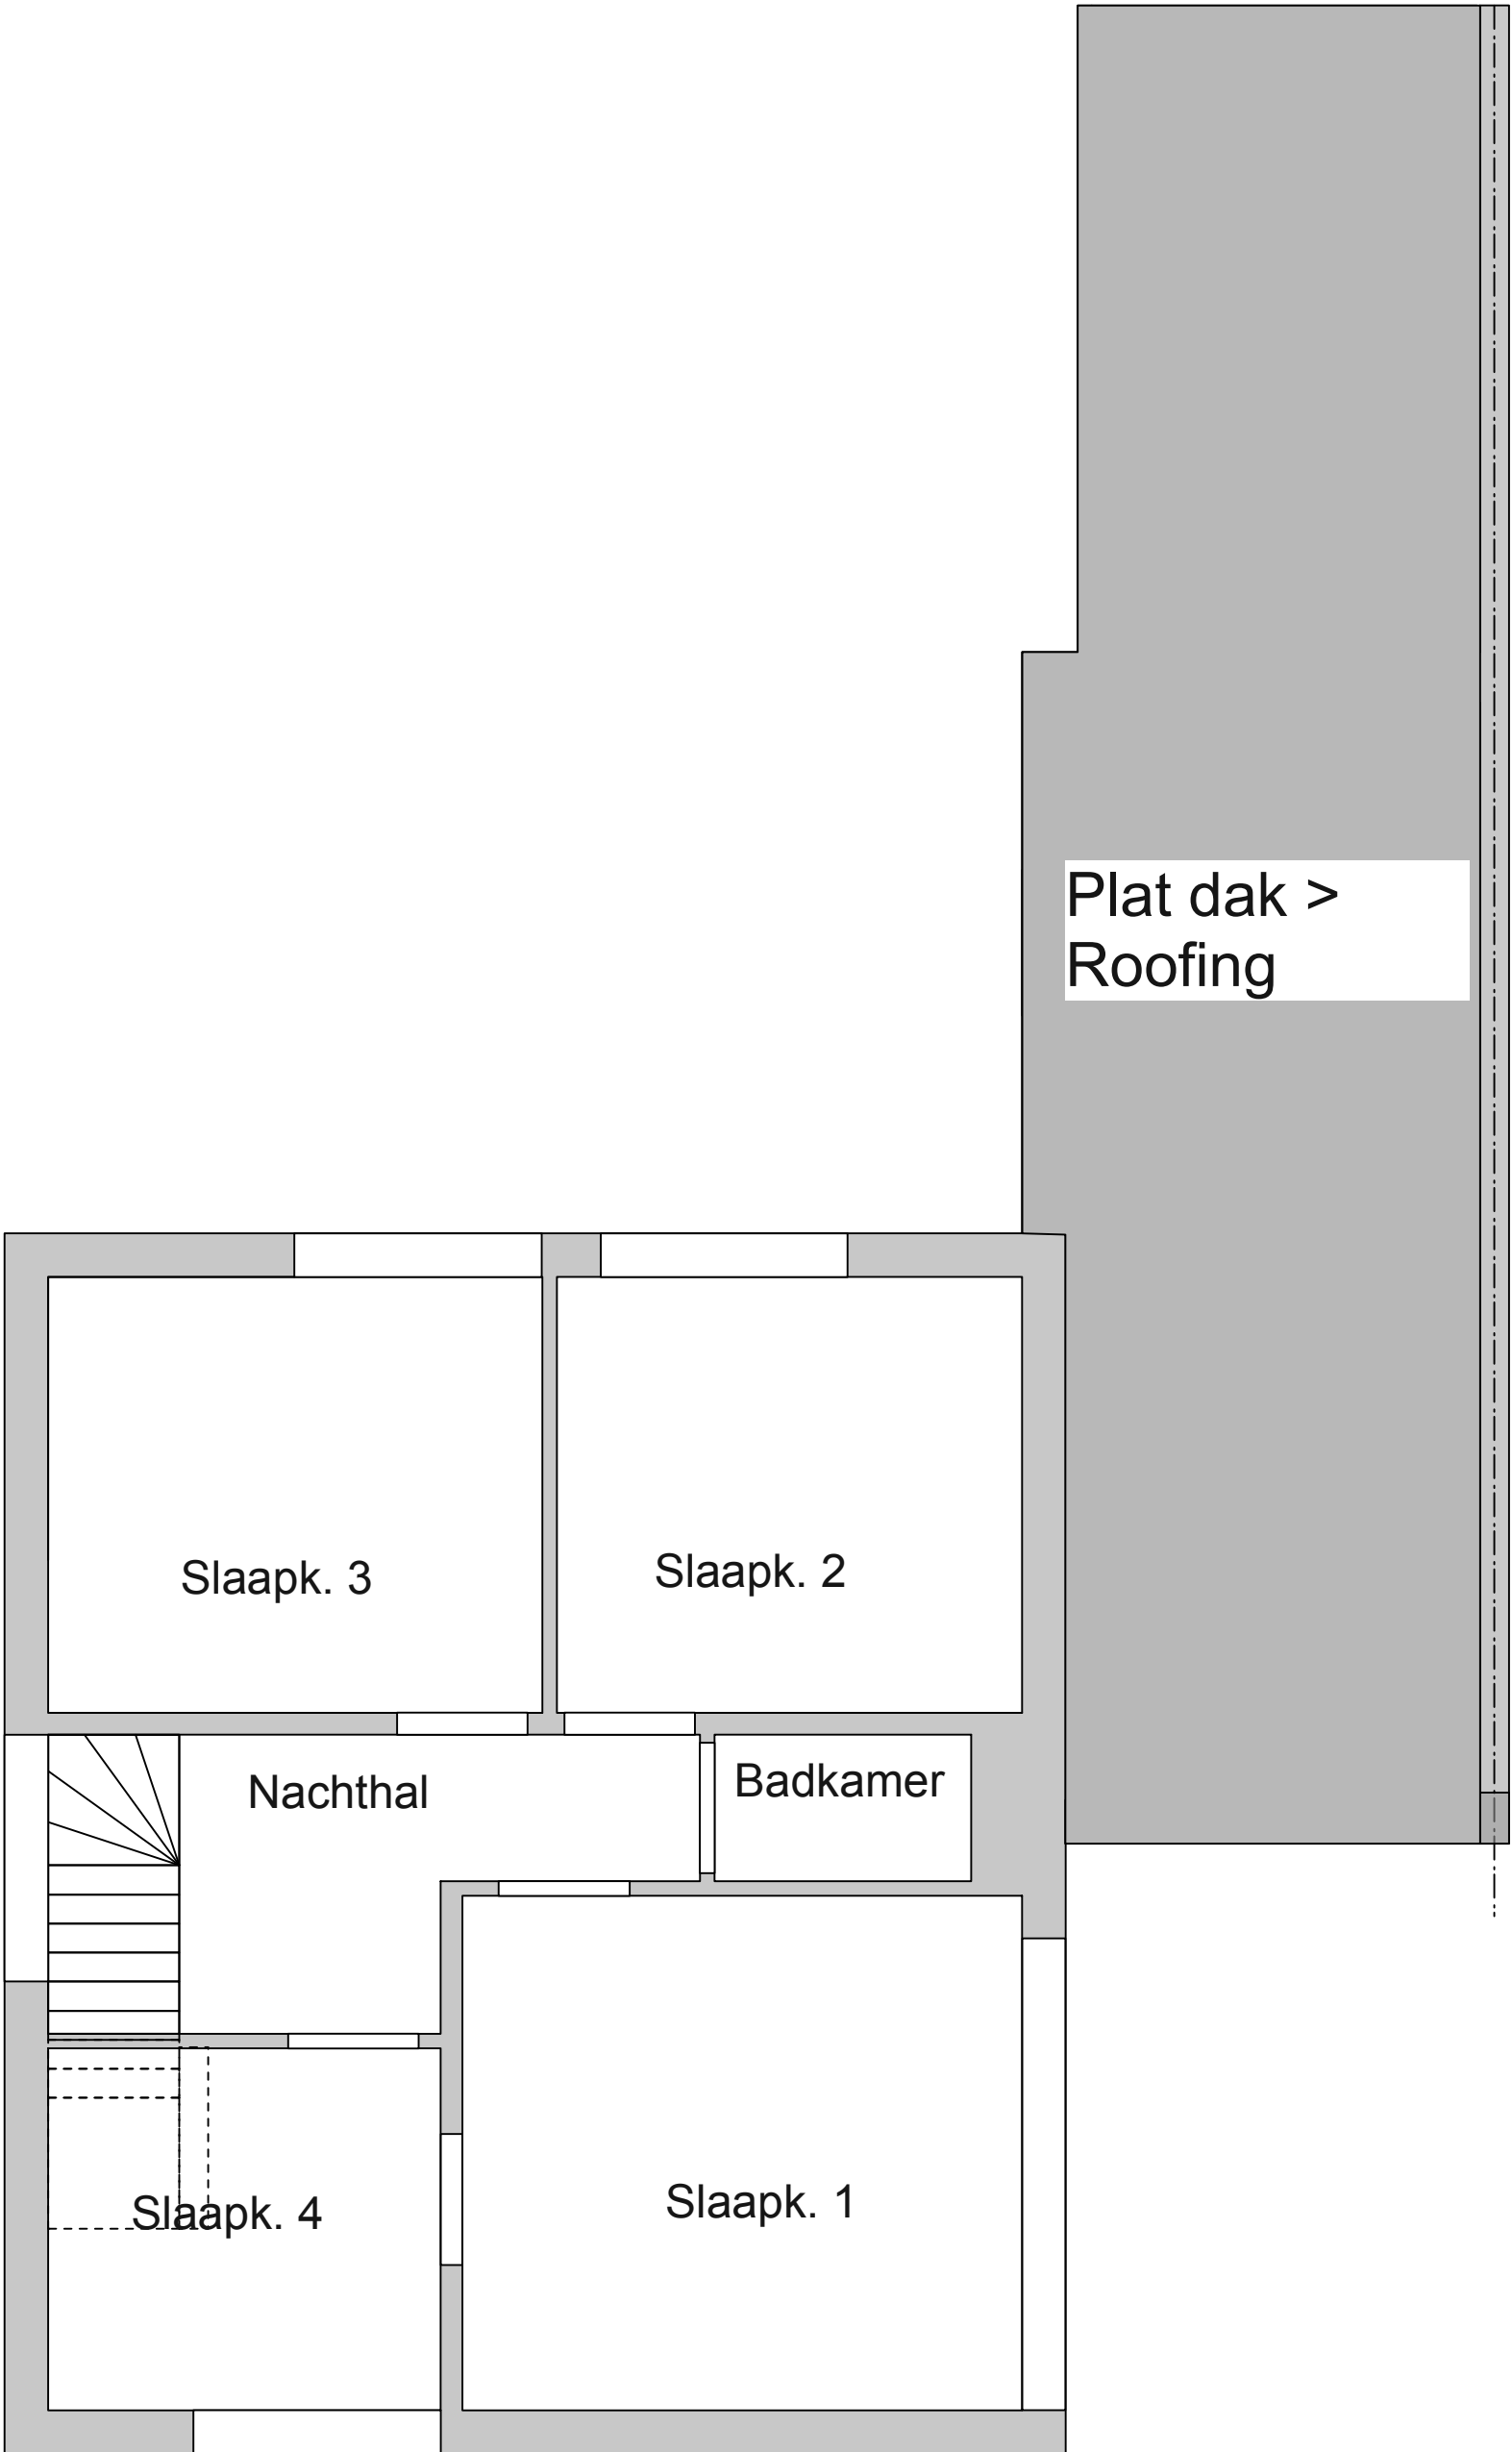 Plat dak >
Roofing
Slaapk. 3
Slaapk. 2
Nachthal
Badkamer
Slaapk. 4
Slaapk. 1